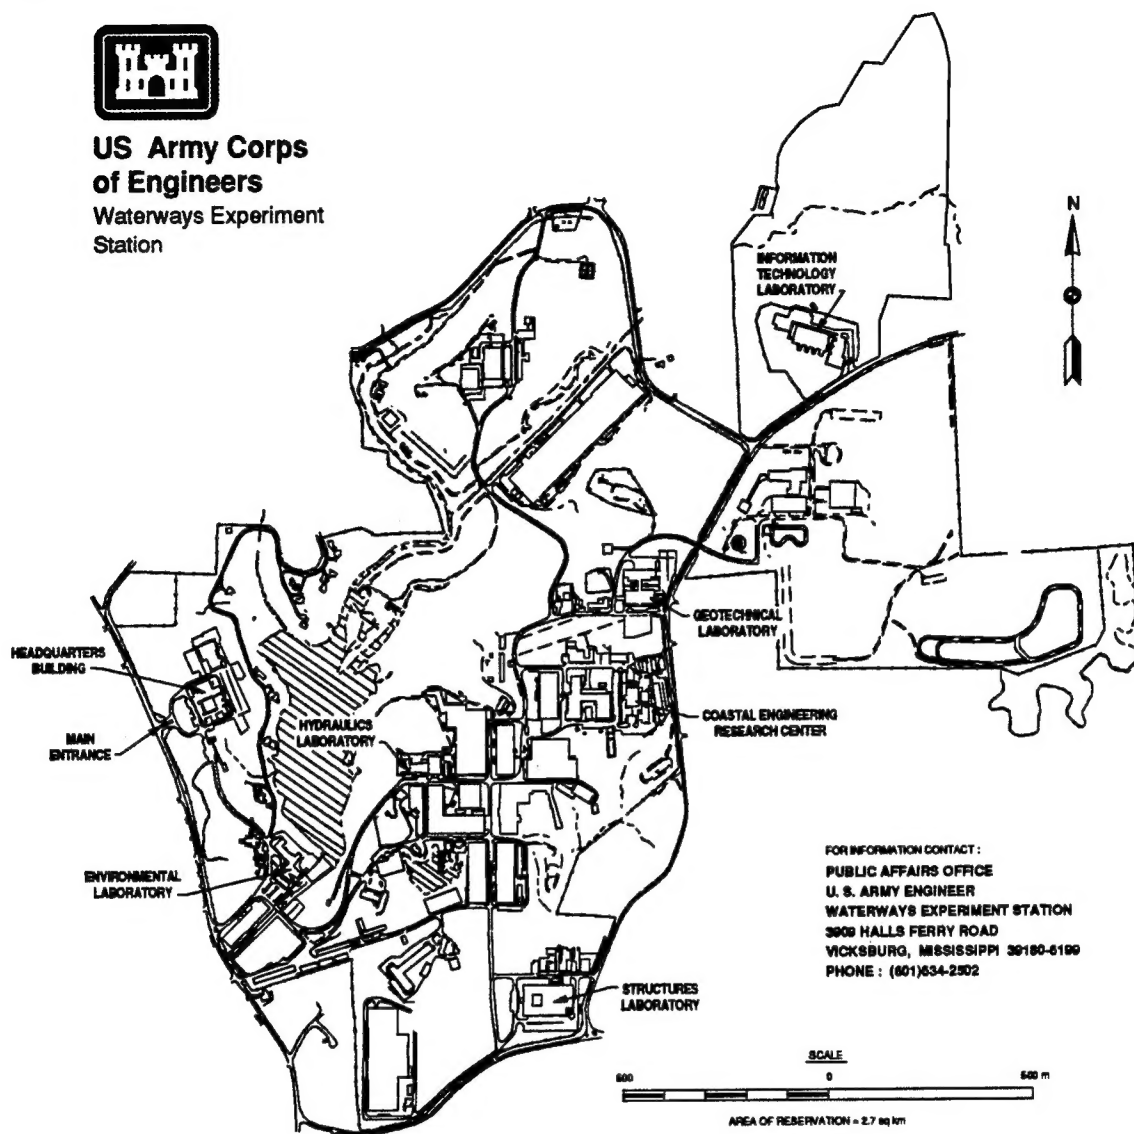 US Army Corps
of Engineers
Waterways Experiment
Station
N
INFORMATION
TECHNOLOGY
LABORATORY
GEOTECHNICAL
LABORATORY
HEADQUARTERS
BUILDING
MAIN
ENTRANCE
HYDRAULICS
LABORATORY
COASTAL ENGINEERING
RESEARCH CENTER
ENVIRONMENTAL
LABORATORY
STRUCTURES
LABORATORY
FOR INFORMATION CONTACT :
PUBLIC AFFAIRS OFFICE
U. S. ARMY ENGINEER
WATERWAYS EXPERIMENT STATION
3909 HALLS FERRY ROAD
VICKSBURG, MISSISSIPPI 39180-6199
PHONE : (601)634-2502
SCALE
500 0 500 m
AREA OF RESERVATION = 2.7 sq km